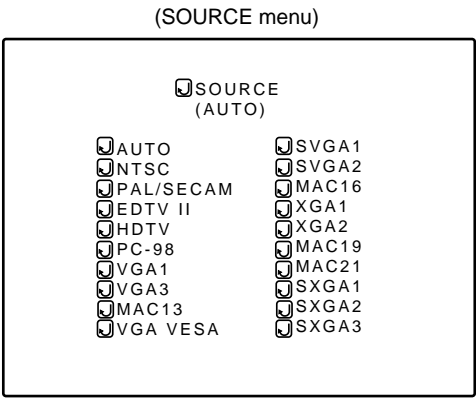 (SOURCE menu)
SOURCE
(AUTO)
AUTO
NTSC
PAL/SECAM
EDTV II
HDTV
PC-98
VGA1
VGA3
MAC13
VGA VESA
SVGA1
SVGA2
MAC16
XGA1
XGA2
MAC19
MAC21
SXGA1
SXGA2
SXGA3